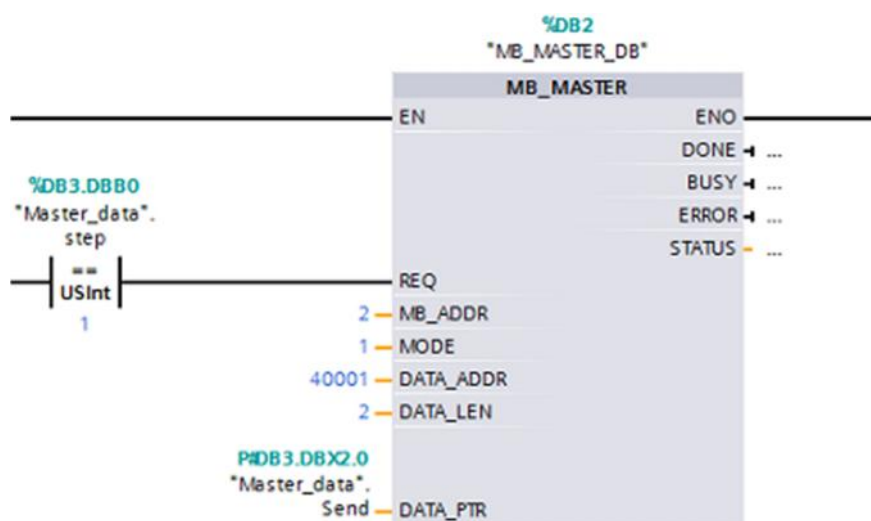 %DB2
"MB_MASTER_DB"
MB_MASTER
EN ENO
DONE ...
BUSY ...
%DB3.DBB0
"Master_data".
step
ERROR ...
STATUS ...
==
USInt
1
REQ
2 MB_ADDR
1 MODE
40001 DATA_ADDR
2 DATA_LEN
P#DB3.DBX2.0
"Master_data".
Send DATA_PTR